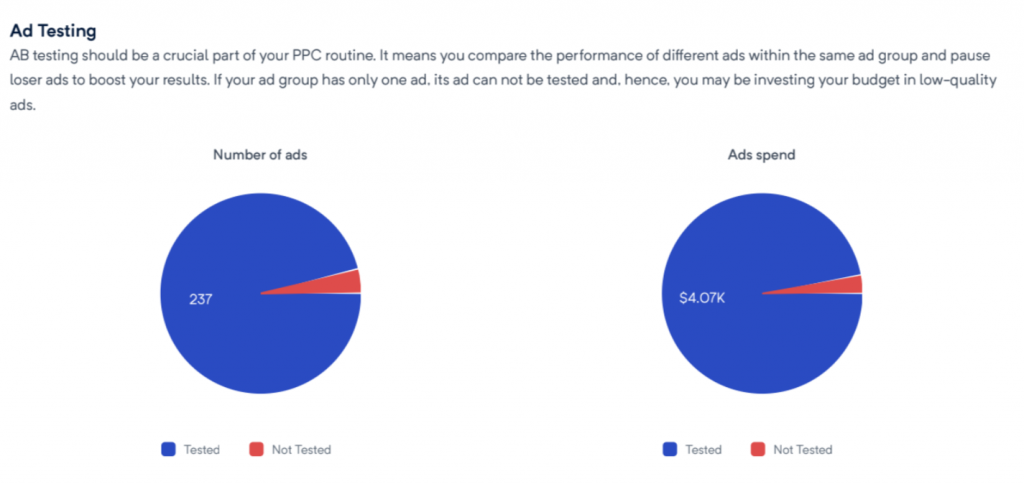 Ad Testing
AB testing should be a crucial part of your PPC routine. It means you compare the performance of different ads within the same ad group and pause
loser ads to boost your results. If your ad group has only one ad, its ad can not be tested and, hence, you may be investing your budget in low-quality
ads.
Number of ads
Ads spend
237
$4.07K
Tested
Not Tested
Tested
Not Tested